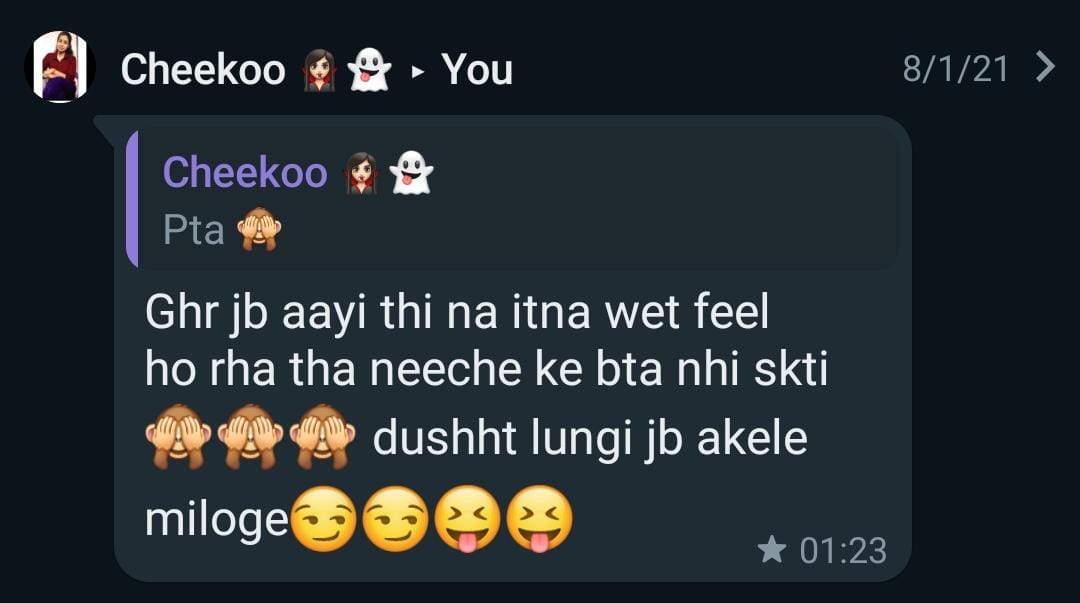 Cheekoo 🧛🏻‍♀️👻 ▸ You 8/1/21 >
Cheekoo 🧛🏻‍♀️👻
Pta 🙈
Ghr jb aayi thi na itna wet feel
ho rha tha neeche ke bta nhi skti
🙈🙈🙈 dushht lungi jb akele
miloge😏😏😝😝
★ 01:23